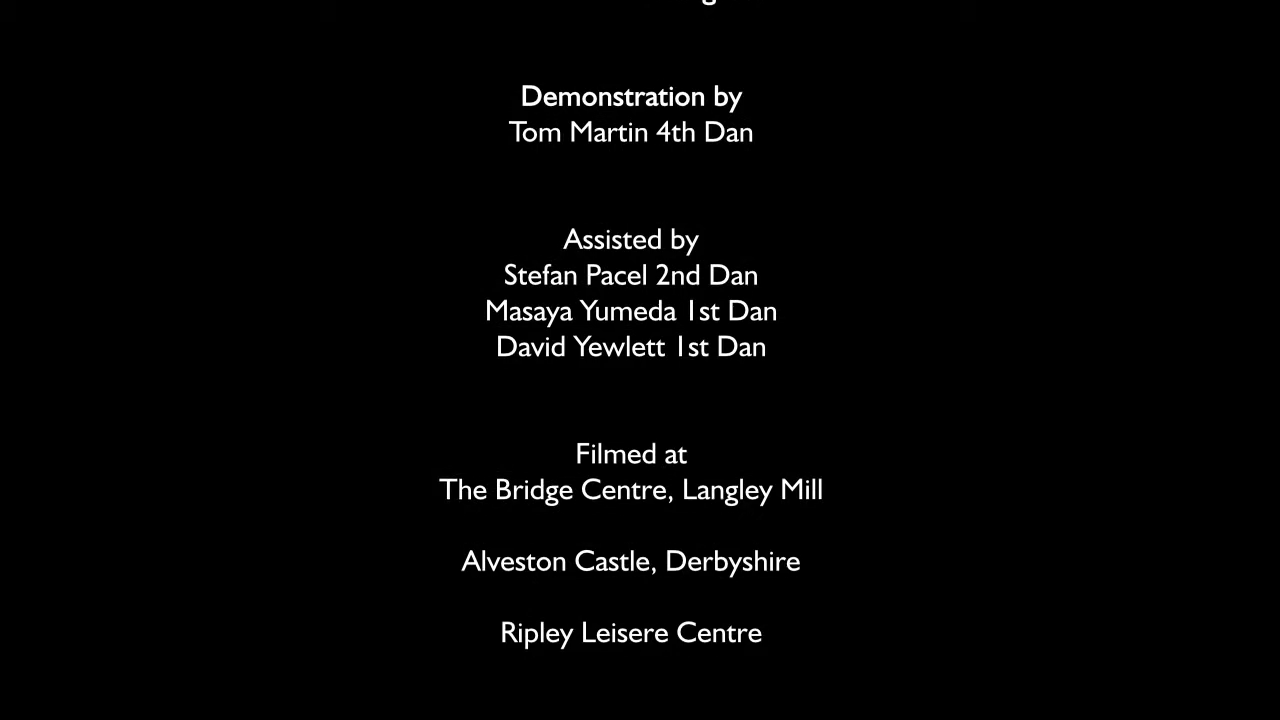 Demonstration by
Tom Martin 4th Dan
Assisted by
Stefan Pacel 2nd Dan
Masaya Yumeda 1st Dan
David Yewlett 1st Dan
Filmed at
The Bridge Centre, Langley Mill
Alveston Castle, Derbyshire
Ripley Leisere Centre